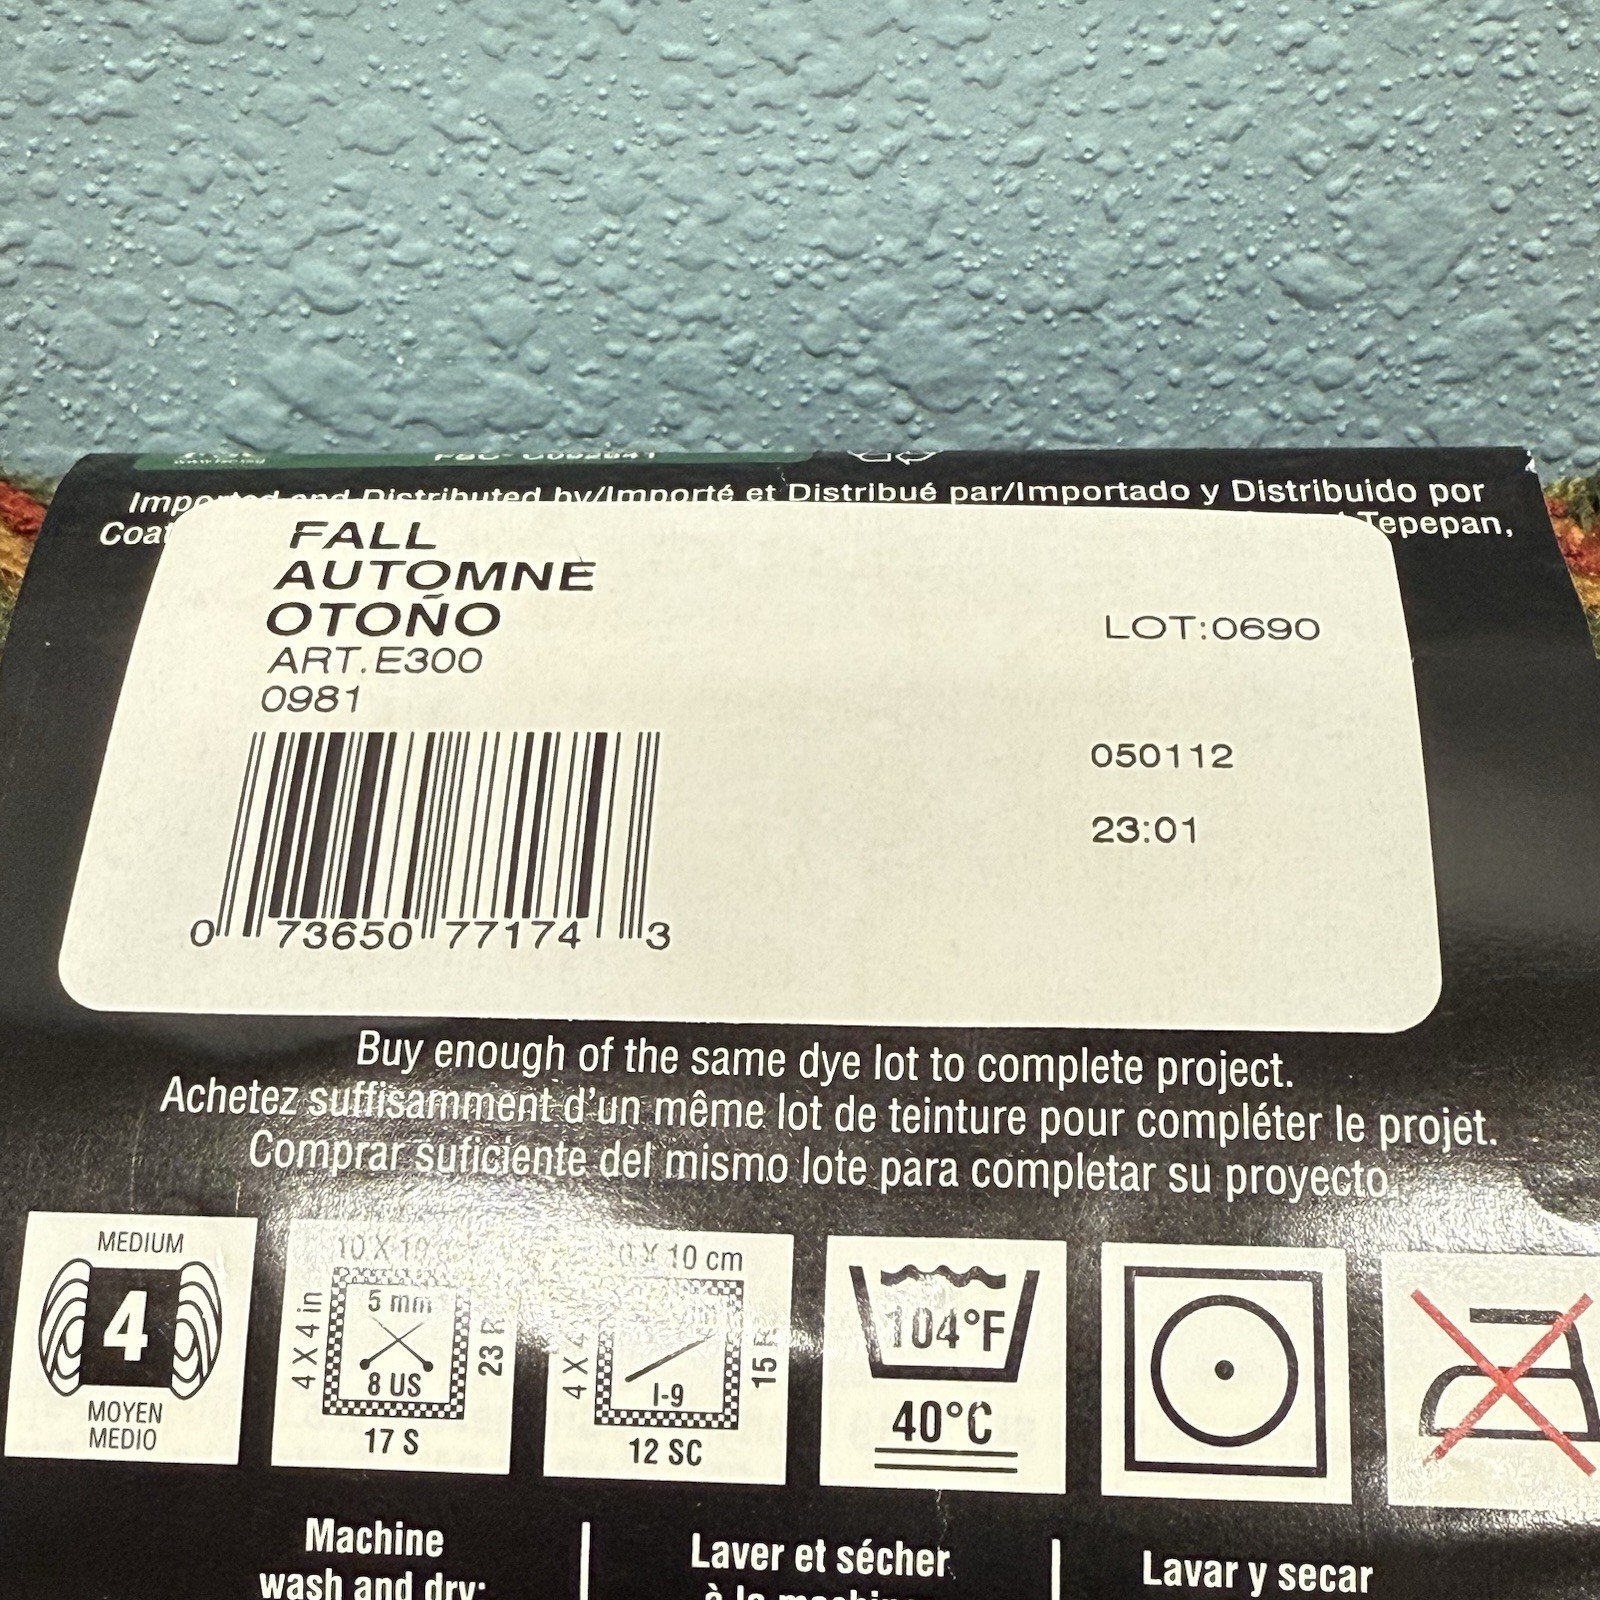 Imported and Distributed by/Importé et Distribué par/Importado y Distribuido por
Tepepan,
FALL
AUTOMNE
OTOÑO
ART.E300
0981
LOT:0690
050112
23:01
0 73650 77174 3
Buy enough of the same dye lot to complete project.
Achetez suffisamment d'un même lot de teinture pour compléter le projet.
Comprar suficiente del mismo lote para completar su proyecto.
MEDIUM
4
MOYEN
MEDIO
4 X 4 in
5 mm
8 US
23 R
17 S
10 cm
I-9
12 SC
104°F
40°C
Machine
wash and dry:
Laver et sécher
Lavar y secar